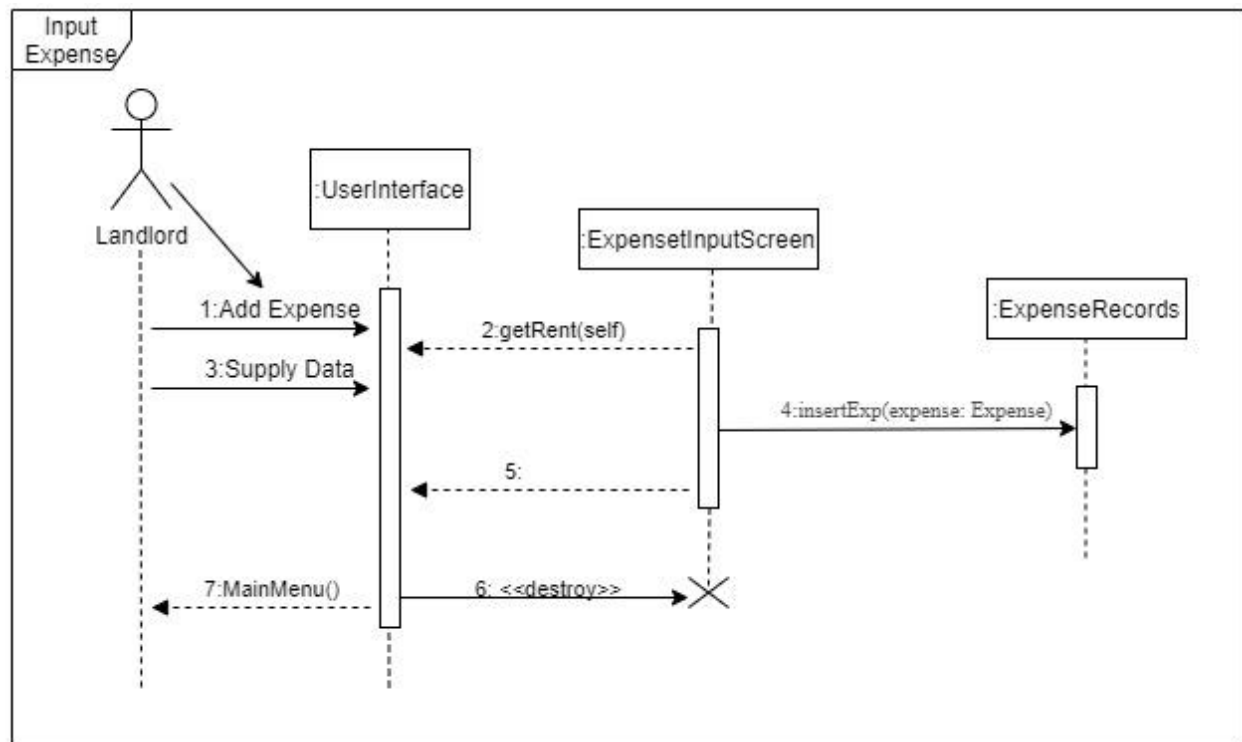 Input
Expense
Landlord
:UserInterface
:ExpensetInputScreen
:ExpenseRecords
1:Add Expense
2:getRent(self)
3:Supply Data
4:insertExp(expense: Expense)
5:
7:MainMenu()
6: <<destroy>>